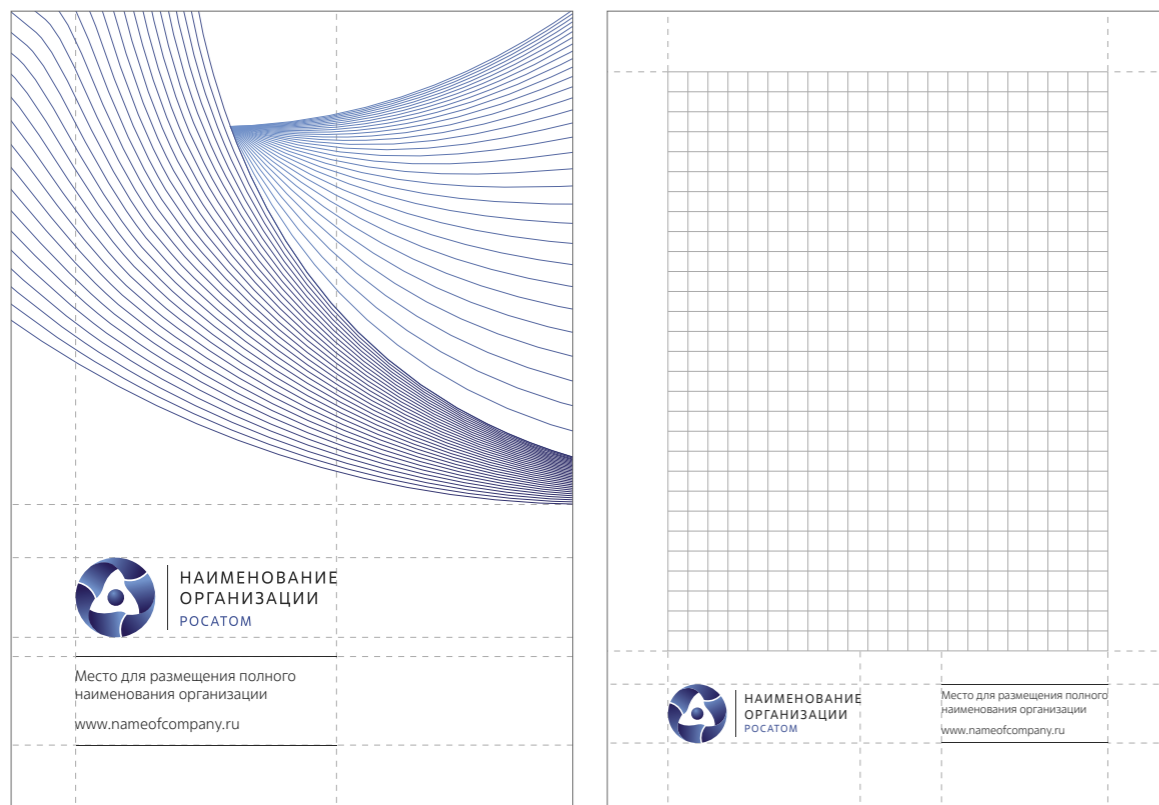 НАИМЕНОВАНИЕ
ОРГАНИЗАЦИИ
РОСАТОМ
Место для размещения полного
наименования организации
www.nameofcompany.ru
НАИМЕНОВАНИЕ
ОРГАНИЗАЦИИ
РОСАТОМ
Место для размещения полного
наименования организации
www.nameofcompany.ru